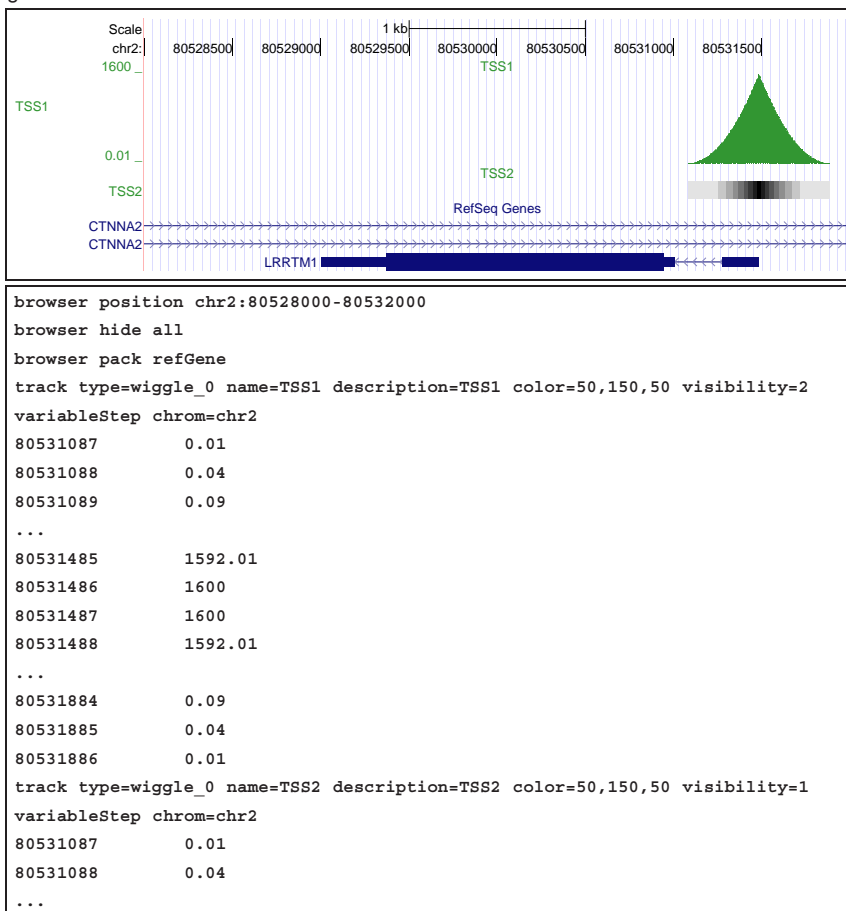 Scale 1 kb
chr2: 80528500 80529000 80529500 80530000 80530500 80531000 80531500
1600 _ TSS1
TSS1
0.01 _
TSS2
TSS2
RefSeq Genes
CTNNA2
CTNNA2
LRRTM1
browser position chr2:80528000-80532000
browser hide all
browser pack refGene
track type=wiggle_0 name=TSS1 description=TSS1 color=50,150,50 visibility=2
variableStep chrom=chr2
80531087 0.01
80531088 0.04
80531089 0.09
...
80531485 1592.01
80531486 1600
80531487 1600
80531488 1592.01
...
80531884 0.09
80531885 0.04
80531886 0.01
track type=wiggle_0 name=TSS2 description=TSS2 color=50,150,50 visibility=1
variableStep chrom=chr2
80531087 0.01
80531088 0.04
...